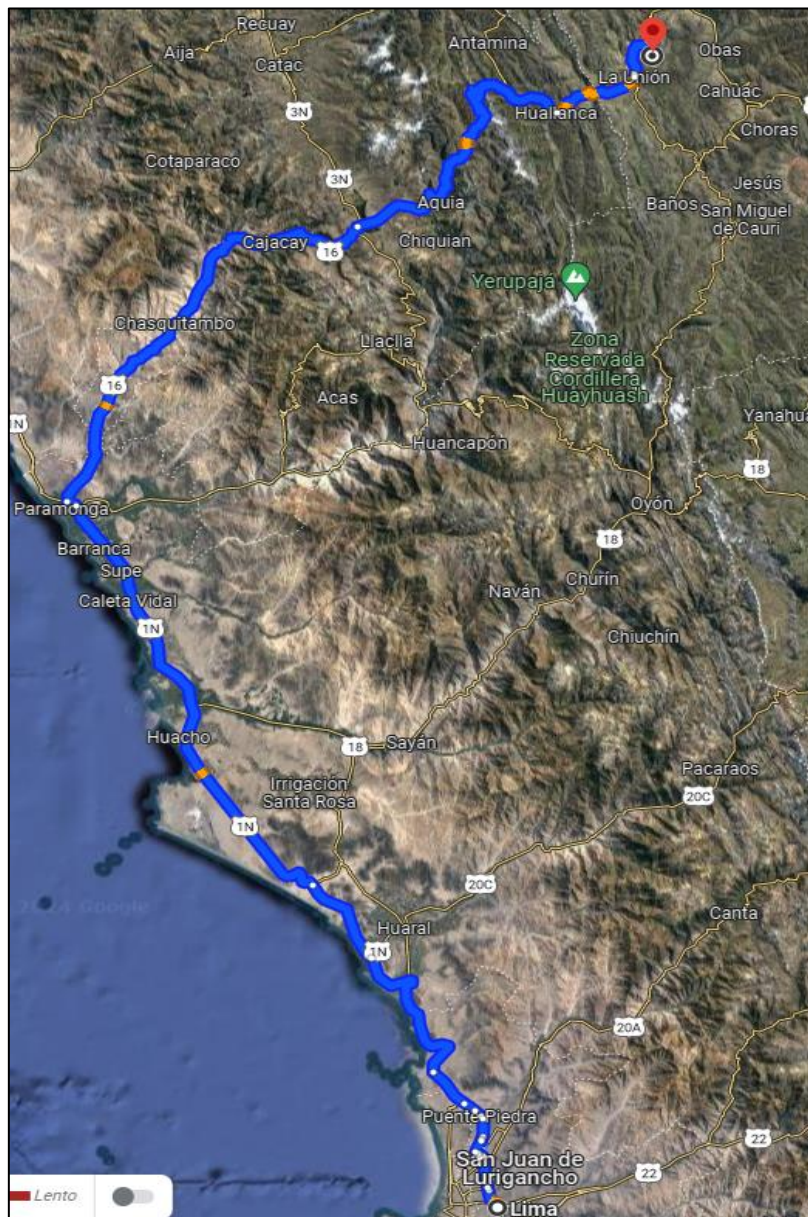 Recuay
Aija
Catac
Antamina
Obas
La Unión
Cahuac
3N
Huallanca
Choras
Cotaparaco
3N
Jesús
Aquia
Baños
San Miguel
de Cauri
Cajacay
16
Chiquian
Yerupajá
Chasquitambo
Llaclla
Zona
Reservada
Cordillera
Huayhuash
16
Acas
1N
Huancapón
Yanahua
18
Paramonga
Oyón
Barranca
18
Supe
Caleta Vidal
Naván
Churín
1N
Chiuchín
Huacho
18
Sayán
Irrigación
Santa Rosa
Pacaraos
20C
1N
20C
Canta
Huaral
1N
20A
Puente Piedra
22
San Juan de
Lurigancho
22
Lento
Lima